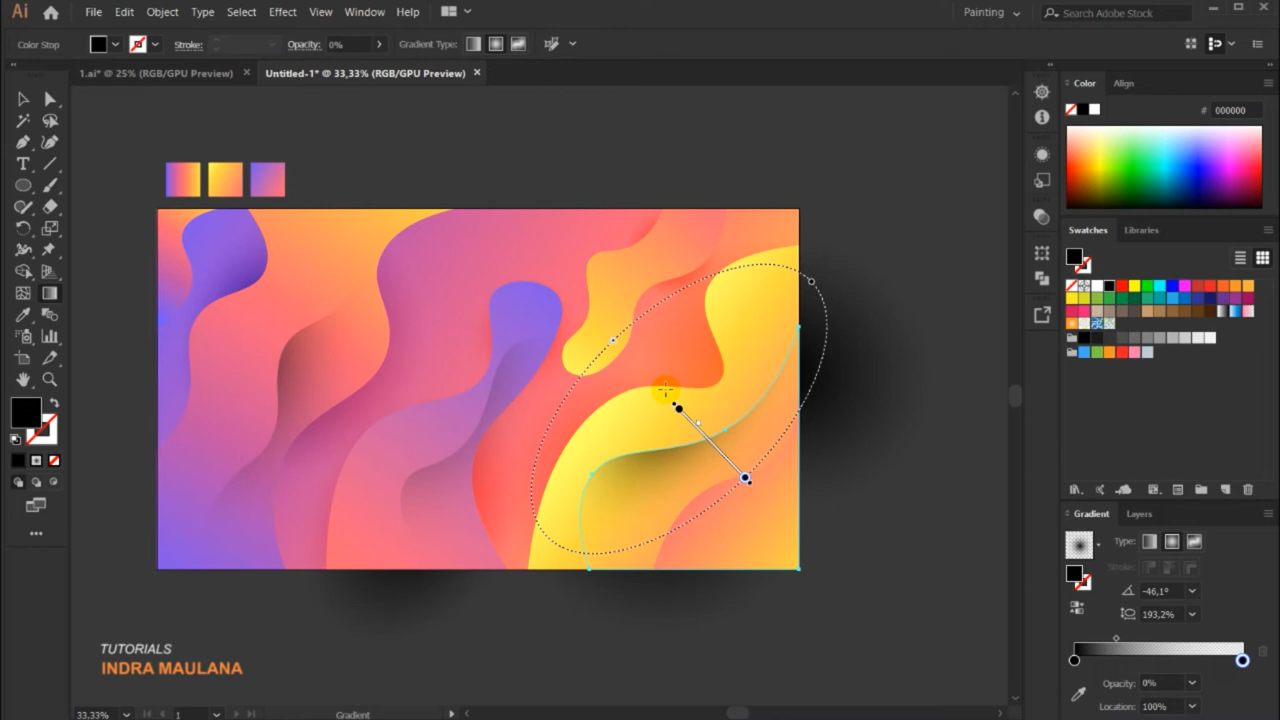 Ai File Edit Object Type Select Effect View Window Help Painting Search Adobe Stock
Color Stop Stroke: Opacity: 0% Gradient Type:
1.ai* @ 25% (RGB/GPU Preview) Untitled-1* @ 33,33% (RGB/GPU Preview)
Color Align
# 000000
Swatches Libraries
Gradient Layers
Type:
Stroke:
-46,1°
193,2%
Opacity: 0%
Location: 100%
TUTORIALS
INDRA MAULANA
33,33% 1 Gradient